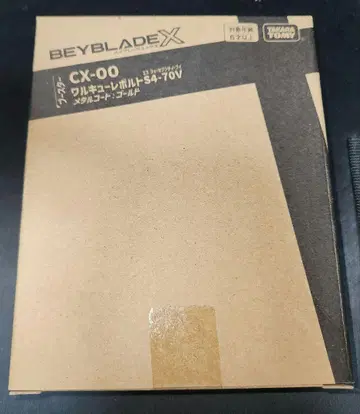 BEYBLADE X
対象年齢
6才以上
TAKARA
TOMY
ブースター
CX-00
ワルキューレボルトS4-70V
メタルコート:ゴールド